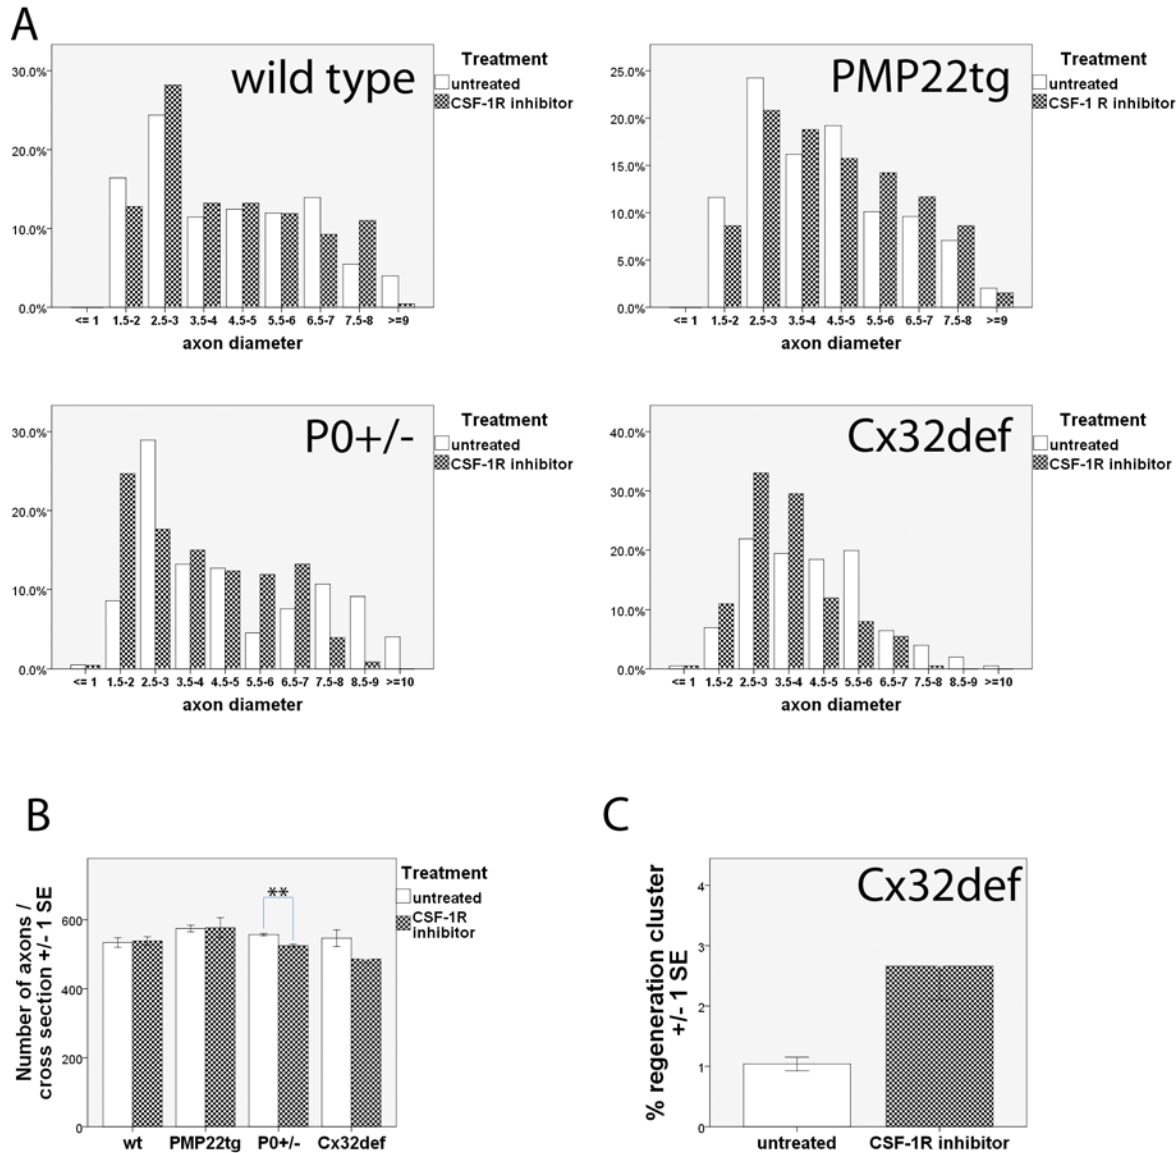 A
wild type
Treatment
untreated
CSF-1R inhibitor
30.0%
20.0%
10.0%
0.0%
<= 1 1.5-2 2.5-3 3.5-4 4.5-5 5.5-6 6.5-7 7.5-8 >=9
axon diameter
PMP22tg
Treatment
untreated
CSF-1 R inhibitor
25.0%
20.0%
15.0%
10.0%
5.0%
0.0%
<= 1 1.5-2 2.5-3 3.5-4 4.5-5 5.5-6 6.5-7 7.5-8 >=9
axon diameter
P0+/-
Treatment
untreated
CSF-1R inhibitor
30.0%
20.0%
10.0%
0.0%
<= 1 1.5-2 2.5-3 3.5-4 4.5-5 5.5-6 6.5-7 7.5-8 8.5-9 >=10
axon diameter
Cx32def
Treatment
untreated
CSF-1R inhibitor
40.0%
30.0%
20.0%
10.0%
0.0%
<= 1 1.5-2 2.5-3 3.5-4 4.5-5 5.5-6 6.5-7 7.5-8 8.5-9 >=10
axon diameter
B
Number of axons /
cross section +/- 1 SE
600
400
200
0
**
Treatment
untreated
CSF-1R
inhibitor
wt PMP22tg P0+/- Cx32def
C
Cx32def
% regeneration cluster
+/- 1 SE
4
3
2
1
0
untreated CSF-1R inhibitor